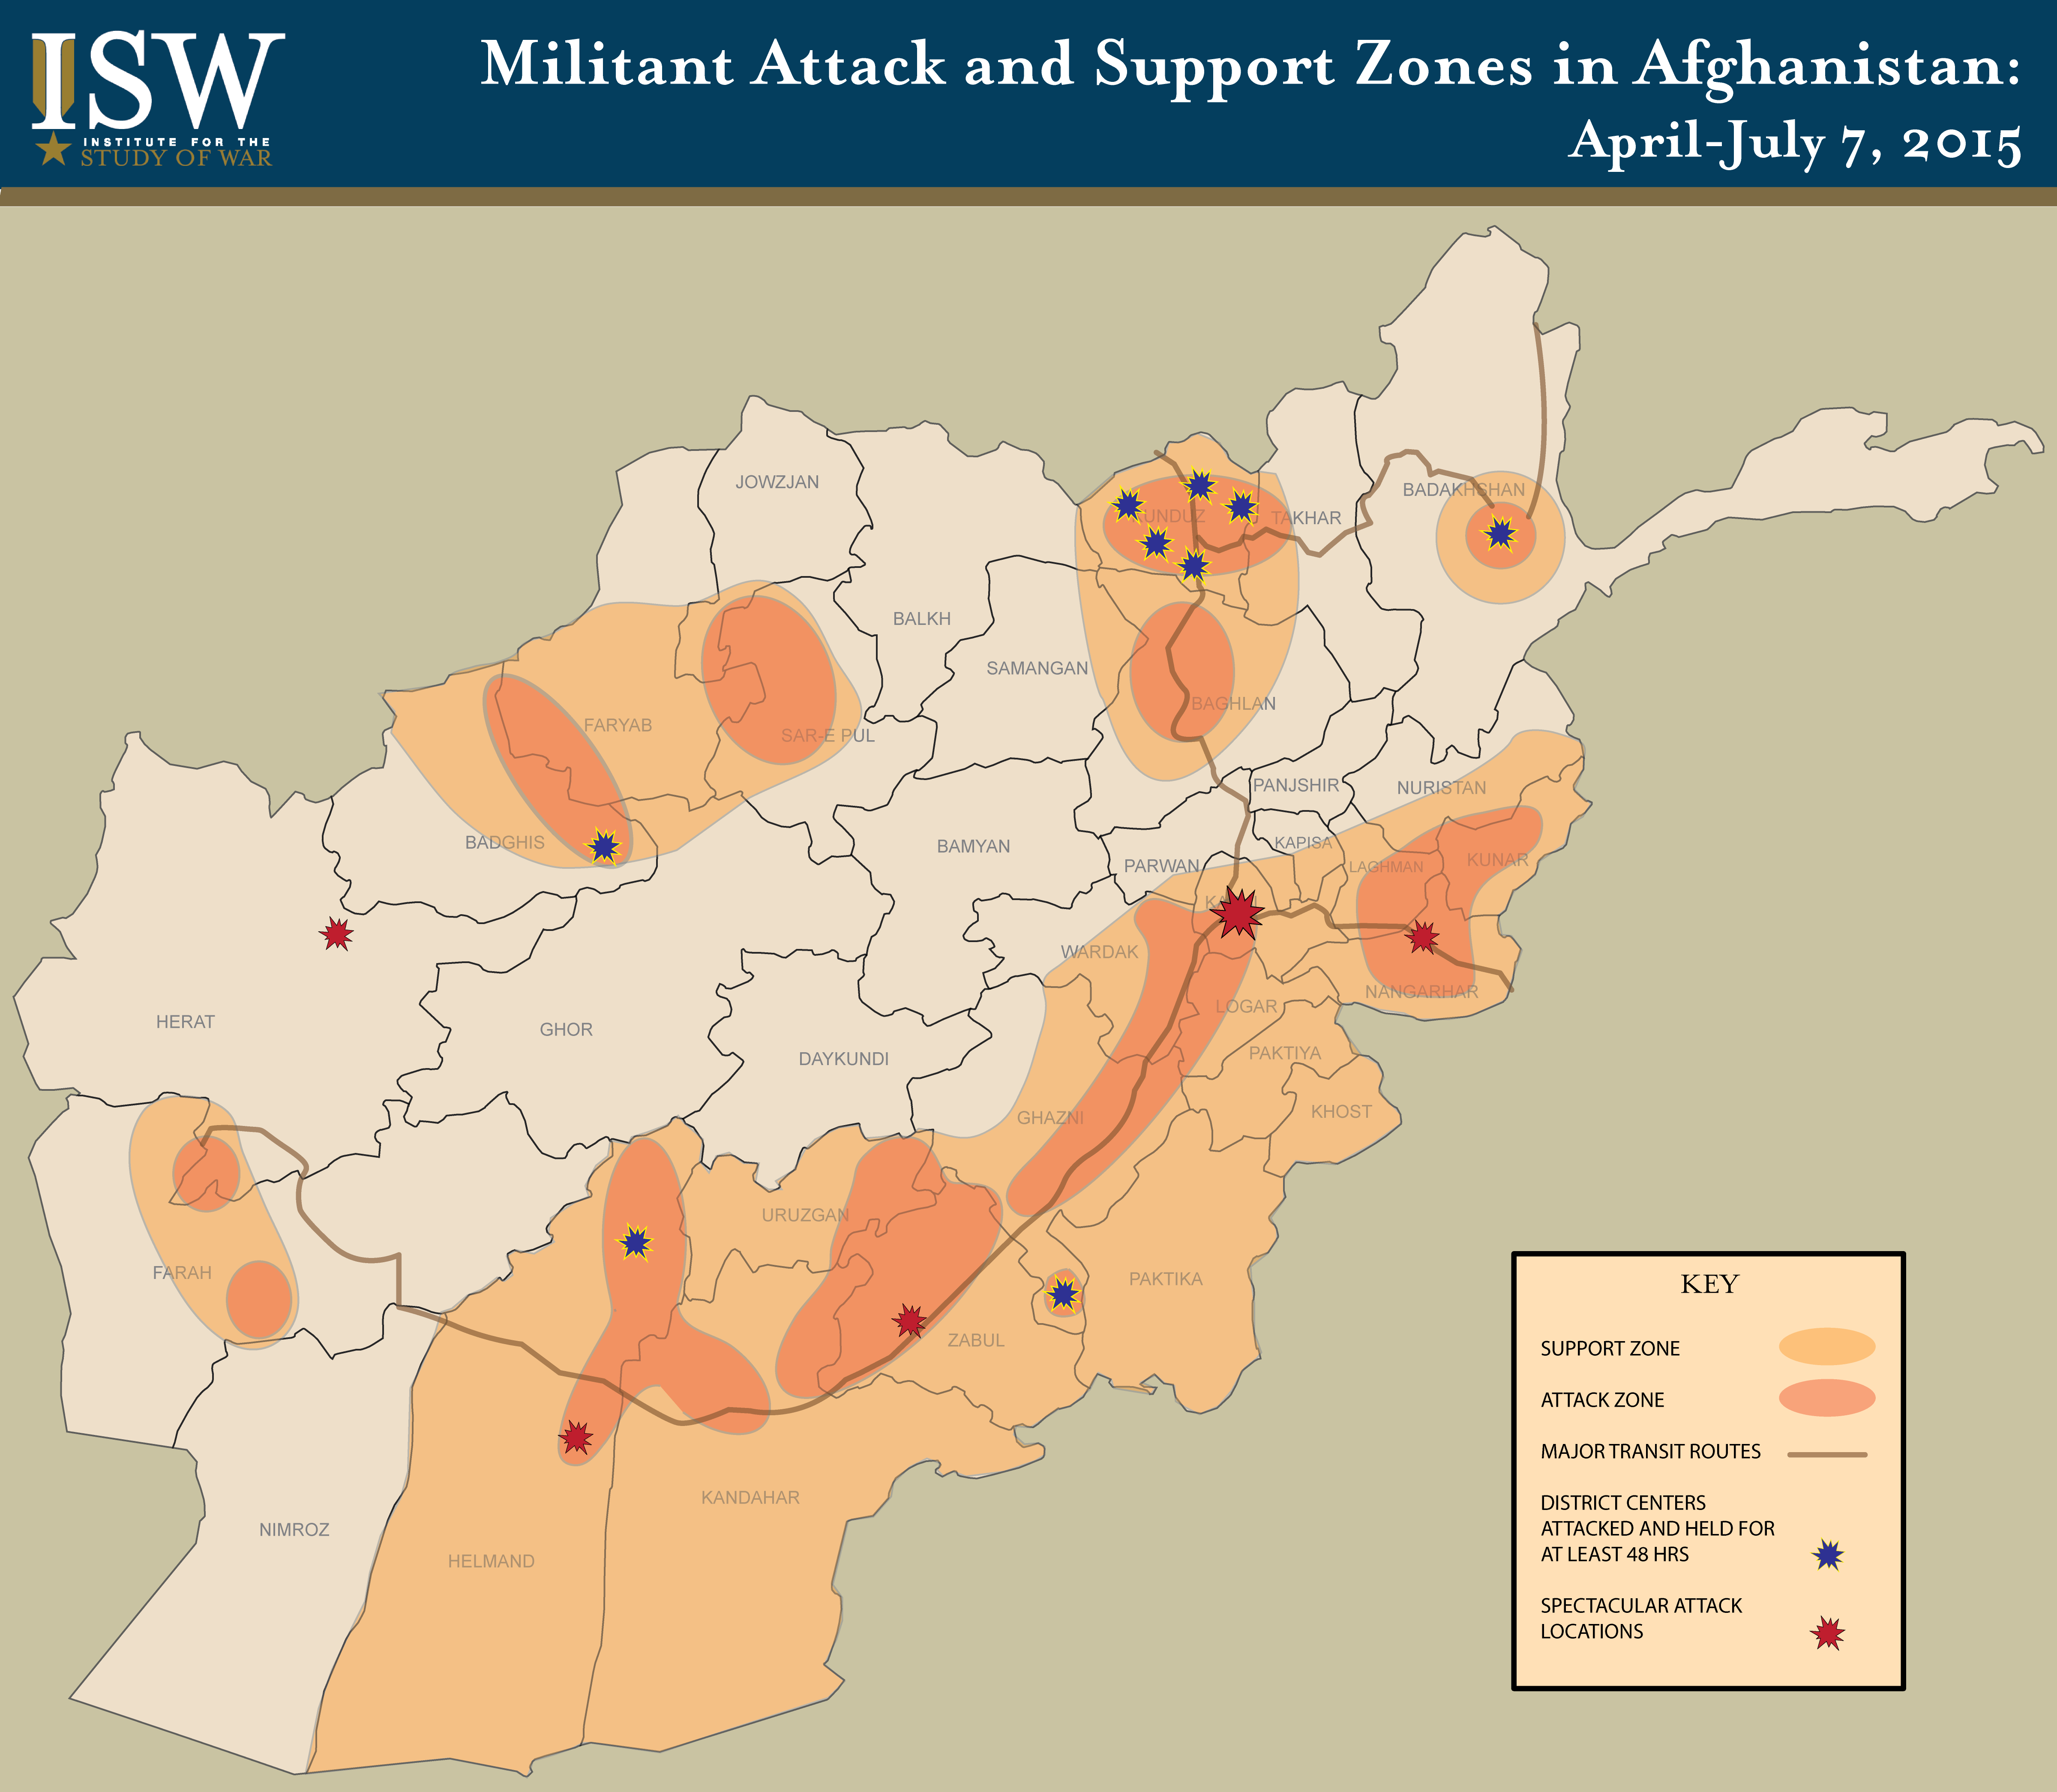 ISW
INSTITUTE FOR THE
STUDY OF WAR
Militant Attack and Support Zones in Afghanistan:
April-July 7, 2015
JOWZJAN
BADAKHSHAN
UNDUZ
TAKHAR
BALKH
SAMANGAN
BAGHLAN
FARYAB
SAR-E PUL
PANJSHIR
NURISTAN
BADGHIS
BAMYAN
KAPISA
PARWAN
LAGHMAN
KUNAR
WARDAK
NANGARHAR
LOGAR
HERAT
GHOR
DAYKUNDI
PAKTIYA
GHAZNI
KHOST
URUZGAN
FARAH
PAKTIKA
ZABUL
KANDAHAR
NIMROZ
HELMAND
KEY
SUPPORT ZONE
ATTACK ZONE
MAJOR TRANSIT ROUTES
DISTRICT CENTERS
ATTACKED AND HELD FOR
AT LEAST 48 HRS
SPECTACULAR ATTACK
LOCATIONS